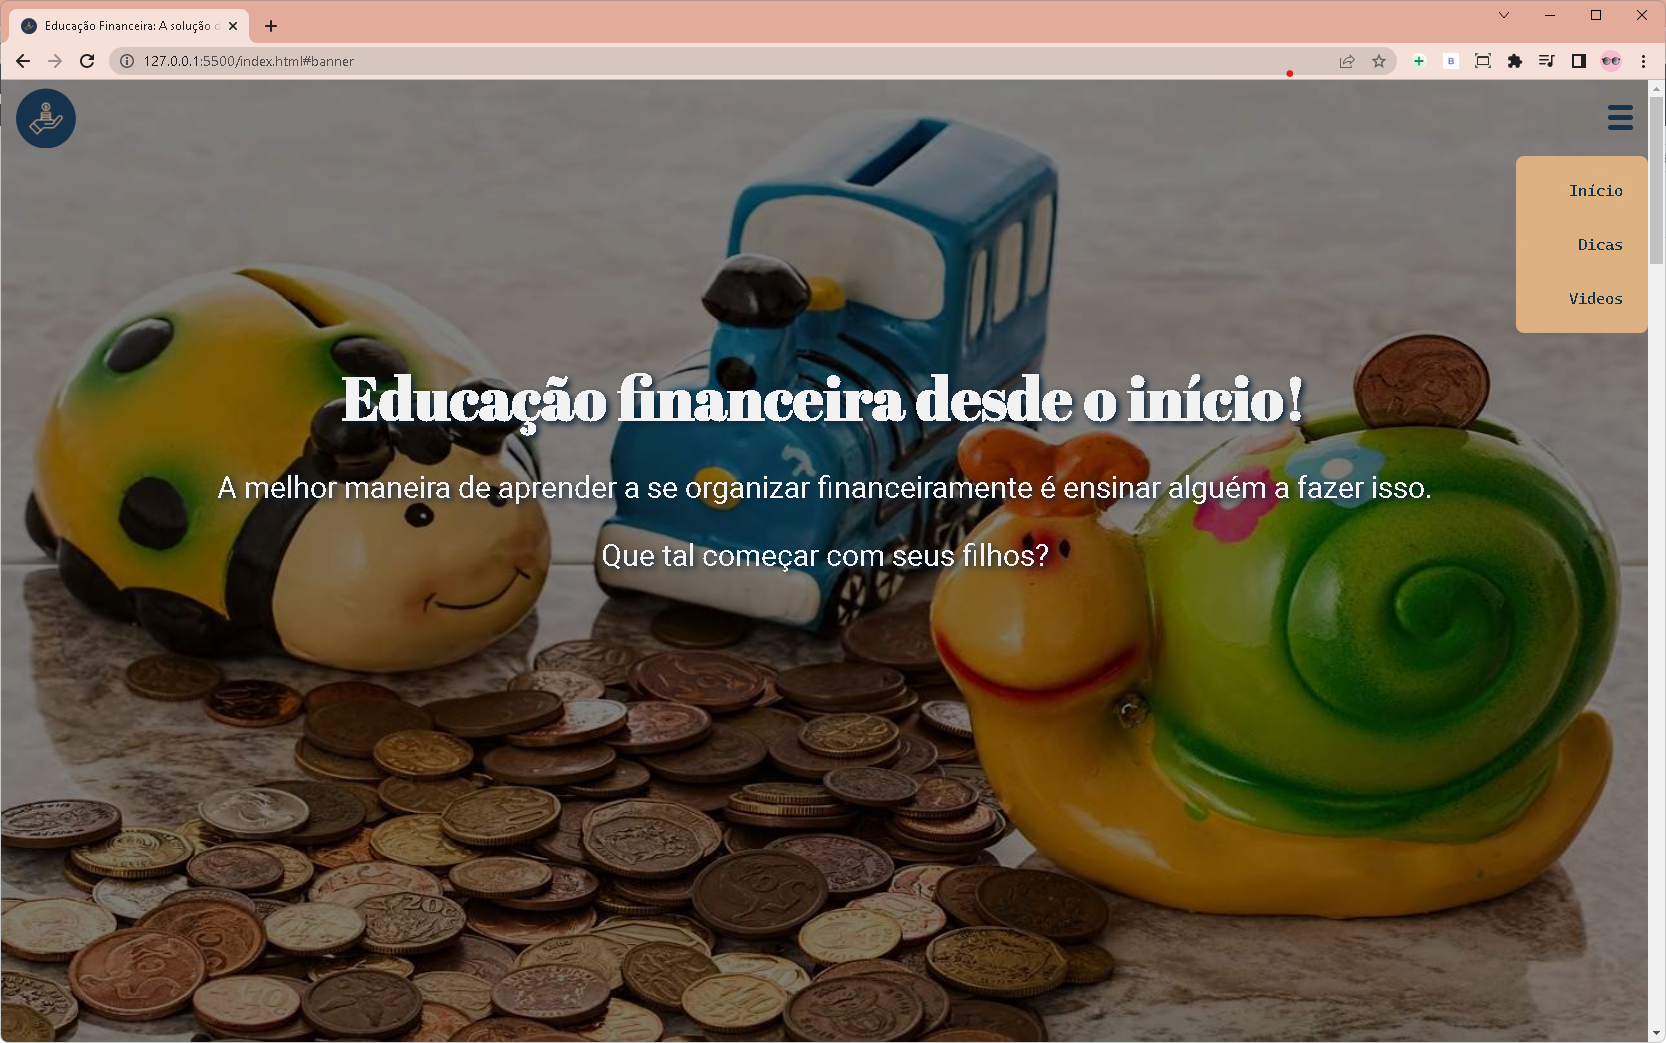 Educação Financeira: A solução d
127.0.0.1:5500/index.html#banner
B
Início
Dicas
Videos
Educação financeira desde o início!
A melhor maneira de aprender a se organizar financeiramente é ensinar alguém a fazer isso.
Que tal começar com seus filhos?